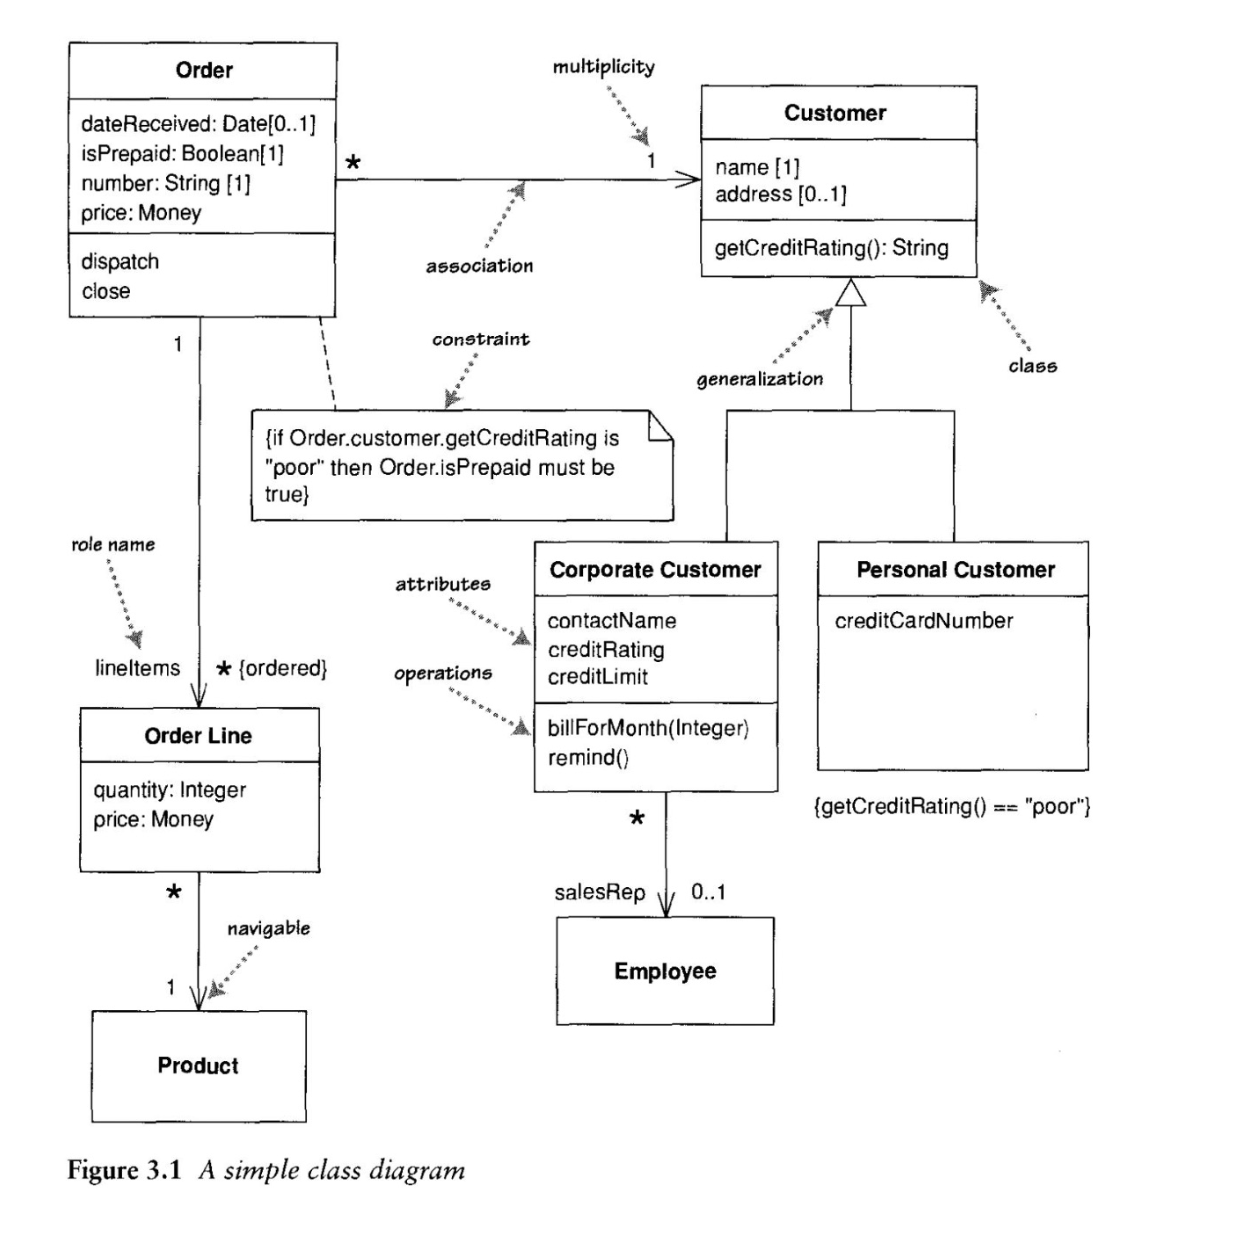 Order
dateReceived: Date[0..1]
isPrepaid: Boolean[1]
number: String [1]
price: Money
dispatch
close
multiplicity
*
1
association
Customer
name [1]
address [0..1]
getCreditRating(): String
generalization
class
1
constraint
{if Order.customer.getCreditRating is
"poor" then Order.isPrepaid must be
true}
role name
lineItems
* {ordered}
Order Line
quantity: Integer
price: Money
*
navigable
1
Product
attributes
operations
Corporate Customer
contactName
creditRating
creditLimit
billForMonth(Integer)
remind()
Personal Customer
creditCardNumber
{getCreditRating() == "poor"}
*
salesRep
0..1
Employee
Figure 3.1 A simple class diagram